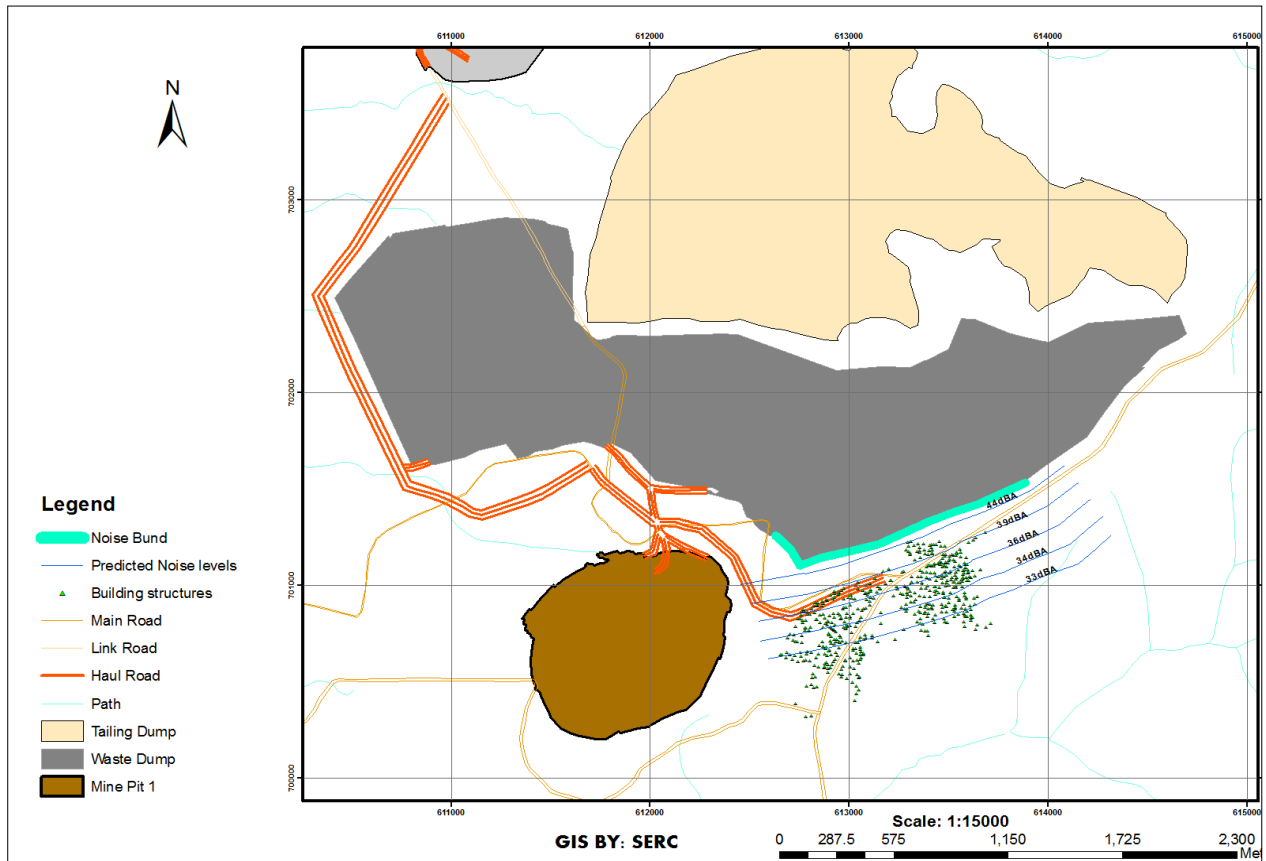 611000 612000 613000 614000 615000
N
703000
702000
701000
700000
44dBA
39dBA
36dBA
34dBA
33dBA
Legend
Noise Bund
Predicted Noise levels
Building structures
Main Road
Link Road
Haul Road
Path
Tailing Dump
Waste Dump
Mine Pit 1
611000 612000 613000 614000 615000
Scale: 1:15000
GIS BY: SERC
0 287.5 575 1,150 1,725 2,300
Met